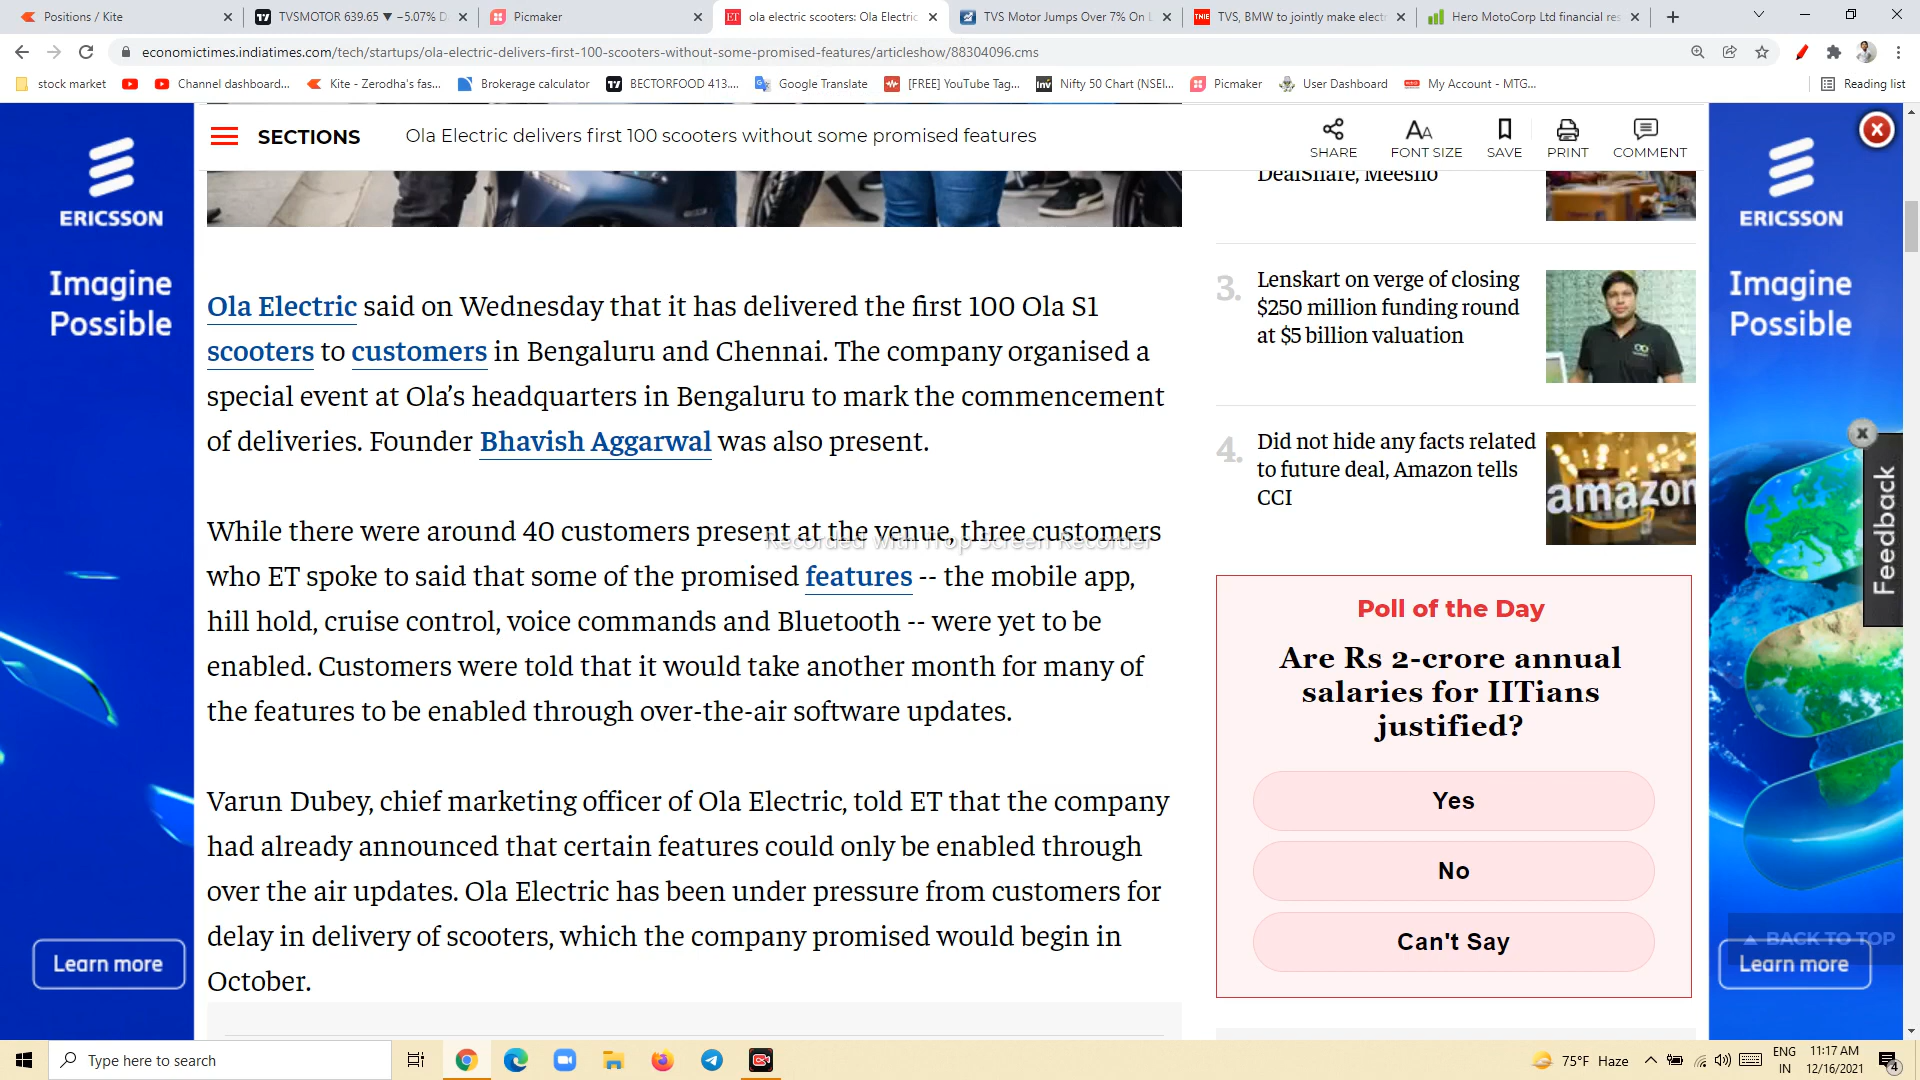 Positions / Kite
TVSMOTOR 639.65 ▼ −5.07% D
Picmaker
ola electric scooters: Ola Electric
TVS Motor Jumps Over 7% On L
TVS, BMW to jointly make electr
Hero MotoCorp Ltd financial res
economictimes.indiatimes.com/tech/startups/ola-electric-delivers-first-100-scooters-without-some-promised-features/articleshow/88304096.cms
stock market
Channel dashboard...
Kite - Zerodha's fas...
Brokerage calculator
BECTORFOOD 413....
Google Translate
[FREE] YouTube Tag...
Nifty 50 Chart (NSEI...
Picmaker
User Dashboard
My Account - MTG...
Reading list
SECTIONS
Ola Electric delivers first 100 scooters without some promised features
SHARE
FONT SIZE
SAVE
PRINT
COMMENT
ERICSSON
Imagine
Possible
Learn more
Ola Electric said on Wednesday that it has delivered the first 100 Ola S1
scooters to customers in Bengaluru and Chennai. The company organised a
special event at Ola’s headquarters in Bengaluru to mark the commencement
of deliveries. Founder Bhavish Aggarwal was also present.
While there were around 40 customers present at the venue, three customers
who ET spoke to said that some of the promised features -- the mobile app,
hill hold, cruise control, voice commands and Bluetooth -- were yet to be
enabled. Customers were told that it would take another month for many of
the features to be enabled through over-the-air software updates.
Varun Dubey, chief marketing officer of Ola Electric, told ET that the company
had already announced that certain features could only be enabled through
over the air updates. Ola Electric has been under pressure from customers for
delay in delivery of scooters, which the company promised would begin in
October.
Recorded with iTop Screen Recorder
DealShare, Meesho
3.
Lenskart on verge of closing
$250 million funding round
at $5 billion valuation
4.
Did not hide any facts related
to future deal, Amazon tells
CCI
amazon
Poll of the Day
Are Rs 2-crore annual
salaries for IITians
justified?
Yes
No
Can't Say
ERICSSON
Imagine
Possible
x
Feedback
▲ BACK TO TOP
Learn more
Type here to search
75°F Haze
ENG
IN
11:17 AM
12/16/2021
4